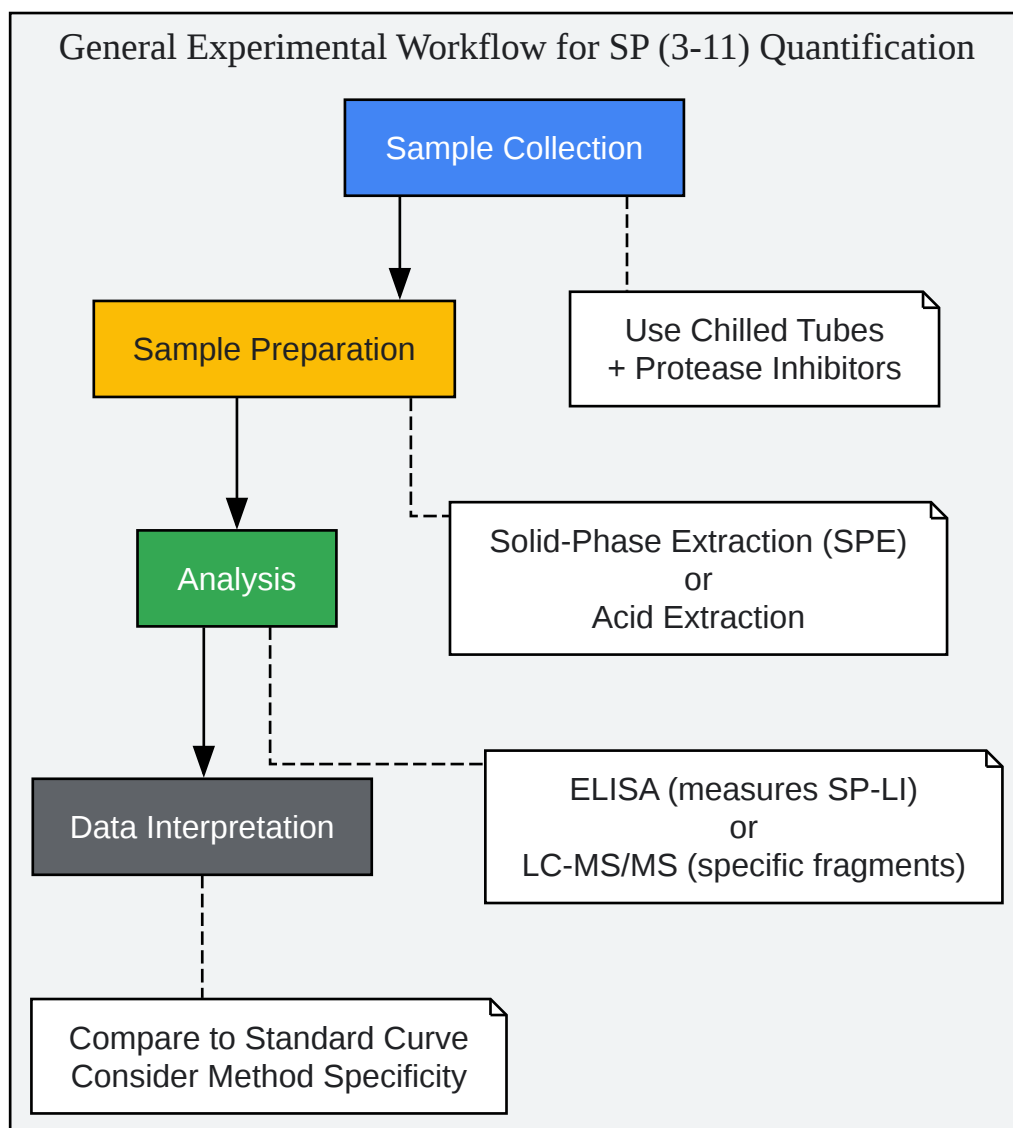 General Experimental Workflow for SP (3-11) Quantification
Sample Collection
Use Chilled Tubes
+ Protease Inhibitors
Sample Preparation
Solid-Phase Extraction (SPE)
or
Acid Extraction
Analysis
ELISA (measures SP-LI)
or
LC-MS/MS (specific fragments)
Data Interpretation
Compare to Standard Curve
Consider Method Specificity